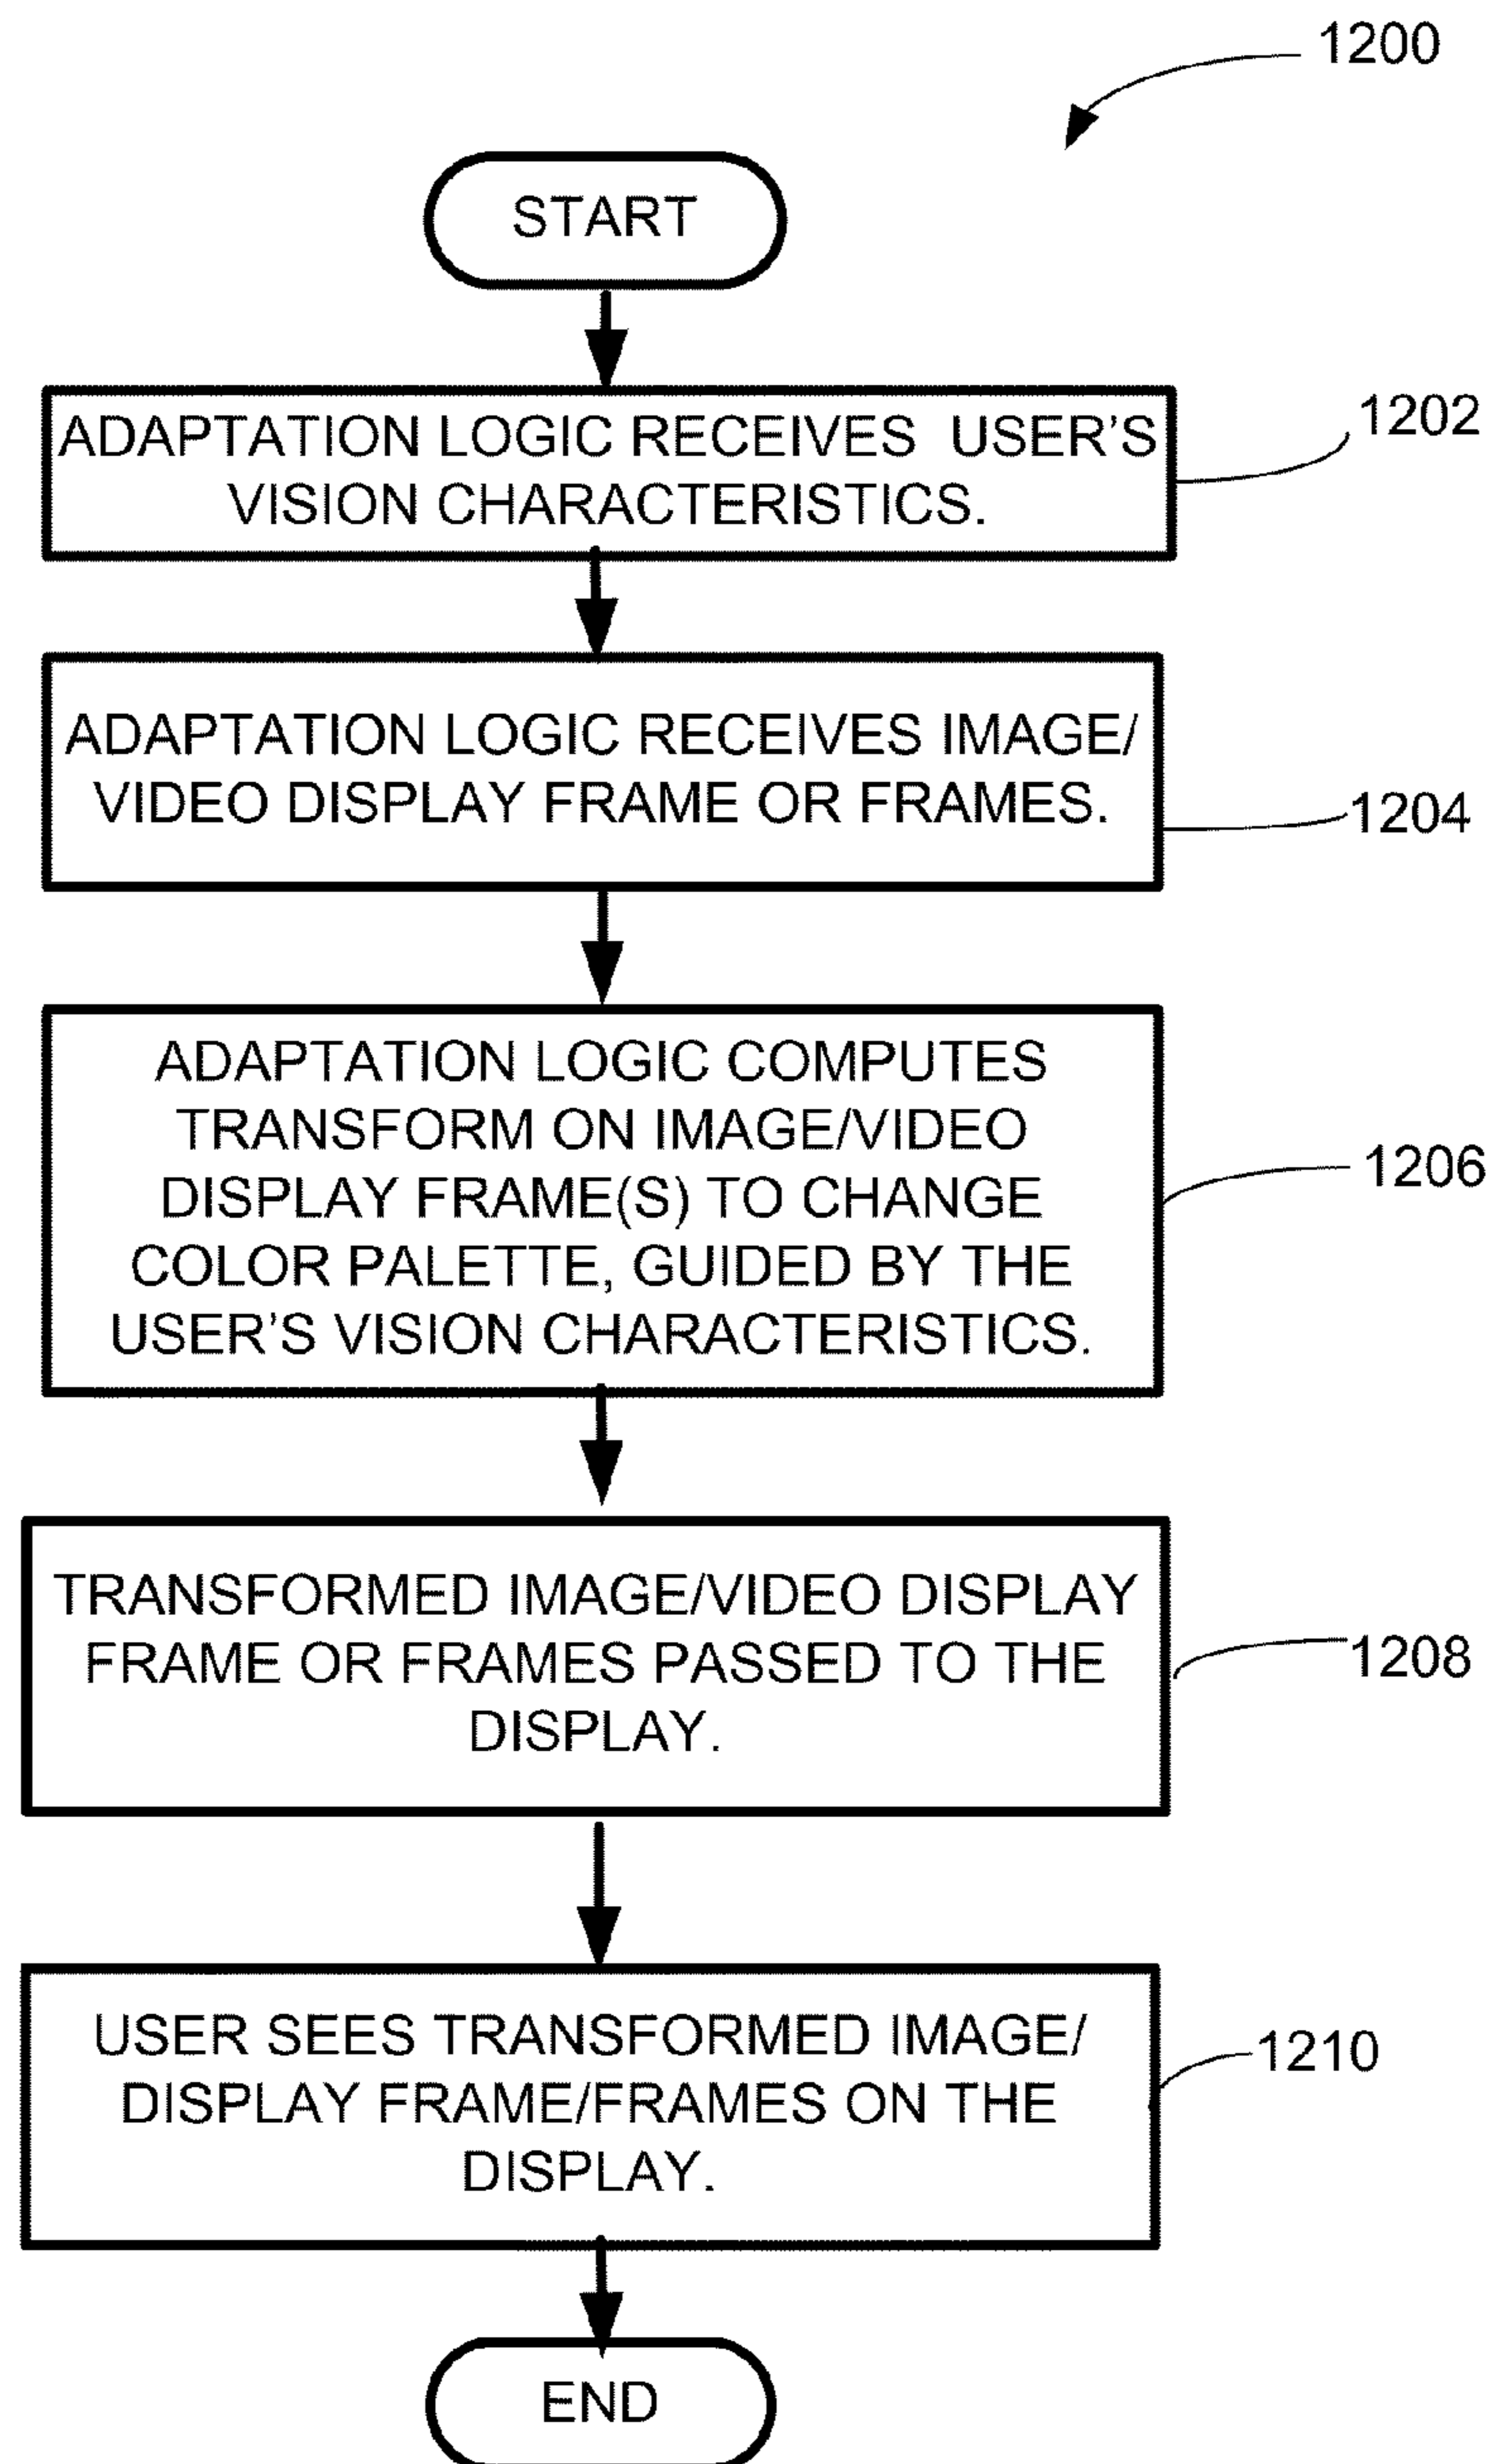 1200
START
ADAPTATION LOGIC RECEIVES USER'S
VISION CHARACTERISTICS.
1202
ADAPTATION LOGIC RECEIVES IMAGE/
VIDEO DISPLAY FRAME OR FRAMES.
1204
ADAPTATION LOGIC COMPUTES
TRANSFORM ON IMAGE/VIDEO
DISPLAY FRAME(S) TO CHANGE
COLOR PALETTE, GUIDED BY THE
USER'S VISION CHARACTERISTICS.
1206
TRANSFORMED IMAGE/VIDEO DISPLAY
FRAME OR FRAMES PASSED TO THE
DISPLAY.
1208
USER SEES TRANSFORMED IMAGE/
DISPLAY FRAME/FRAMES ON THE
DISPLAY.
1210
END